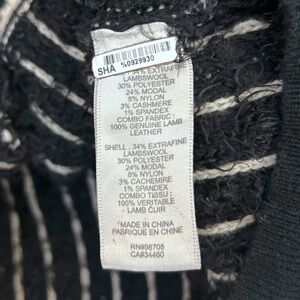 SHA %0929930
34% EXTRAFINE
LAMBSWOOL
30% POLYESTER
24% MODAL
8% NYLON
3% CASHMERE
1% SPANDEX
COMBO FABRIC:
100% GENUINE LAMB
LEATHER
SHELL: 34% EXTRAFINE
LAMBSWOOL
30% POLYESTER
24% MODAL
8% NYLON
3% CACHEMIRE
1% SPANDEX
COMBO TISSU:
100% VERITABLE
LAMB CUIR
*MADE IN CHINA
FABRIQUE EN CHINE
RN#96705
CA#34460